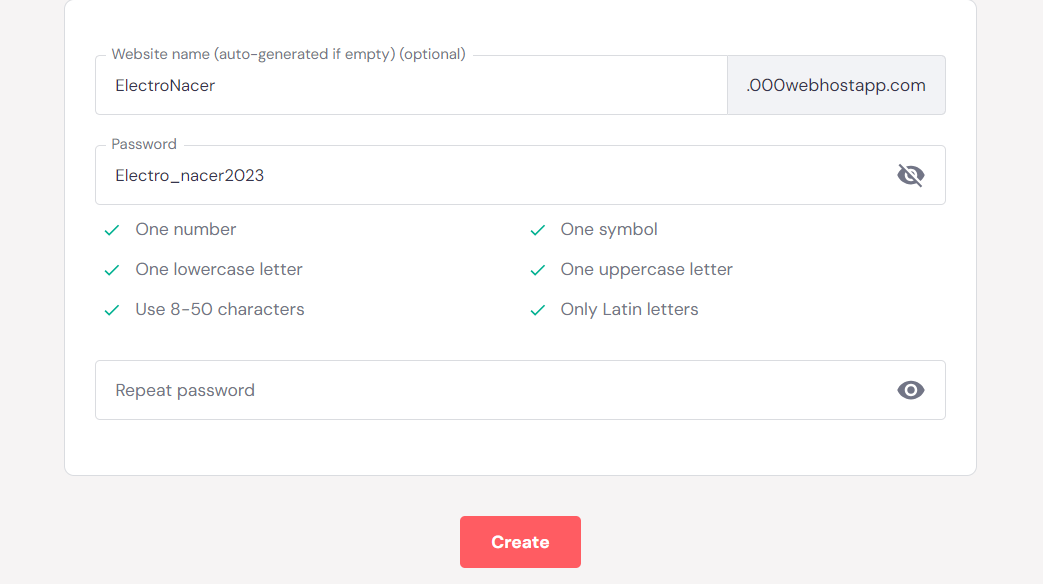 Website name (auto-generated if empty) (optional)
ElectroNacer .000webhostapp.com
Password
Electro_nacer2023
One number One symbol
One lowercase letter One uppercase letter
Use 8-50 characters Only Latin letters
Repeat password
Create